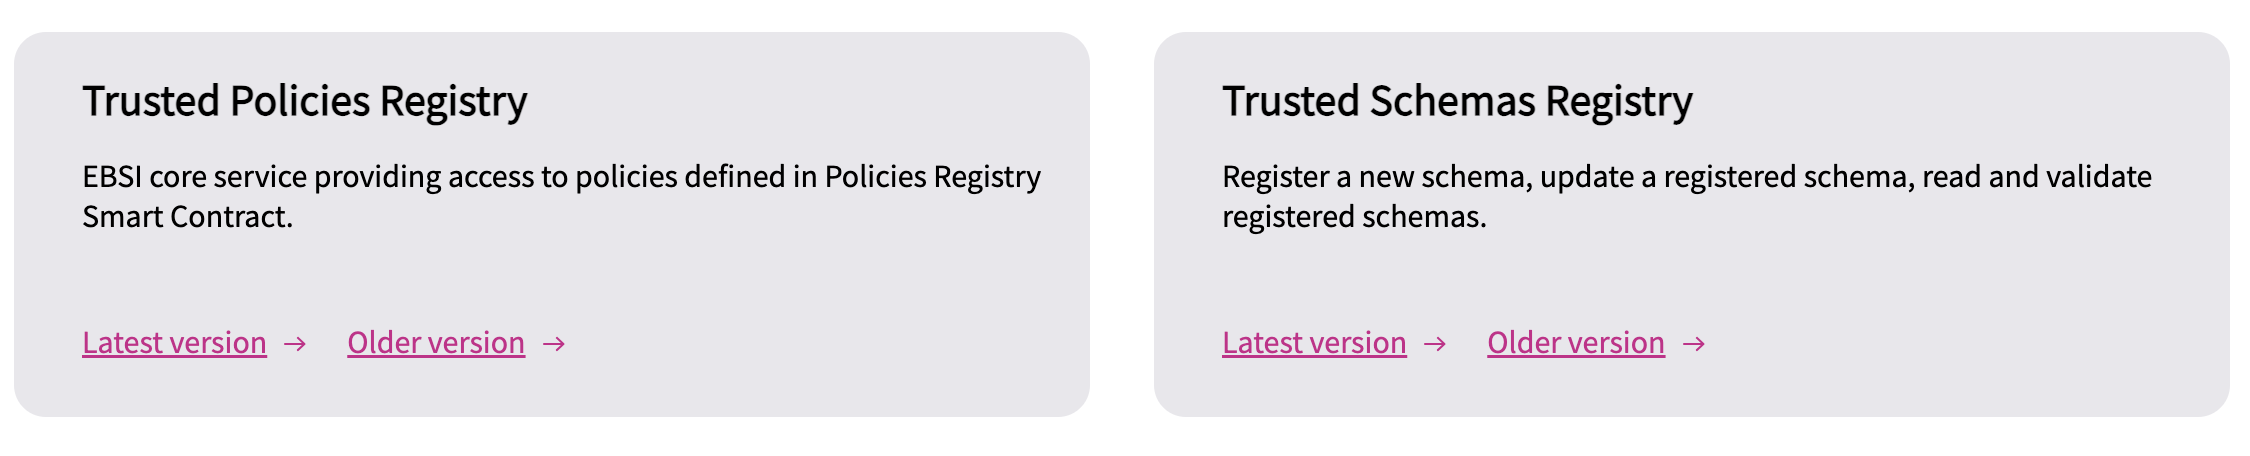 Trusted Policies Registry
EBSI core service providing access to policies defined in Policies Registry
Smart Contract.
Latest version → Older version →
Trusted Schemas Registry
Register a new schema, update a registered schema, read and validate
registered schemas.
Latest version → Older version →